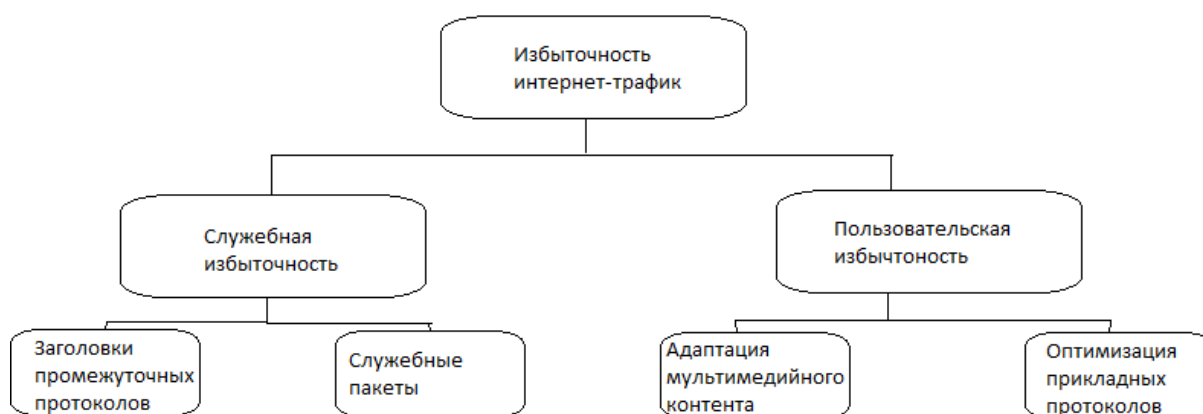 Избыточность
интернет-трафик
Служебная
избыточность
Пользовательская
избычтоность
Заголовки
промежуточных
протоколов
Служебные
пакеты
Адаптация
мультимедийного
контента
Оптимизация
прикладных
протоколов